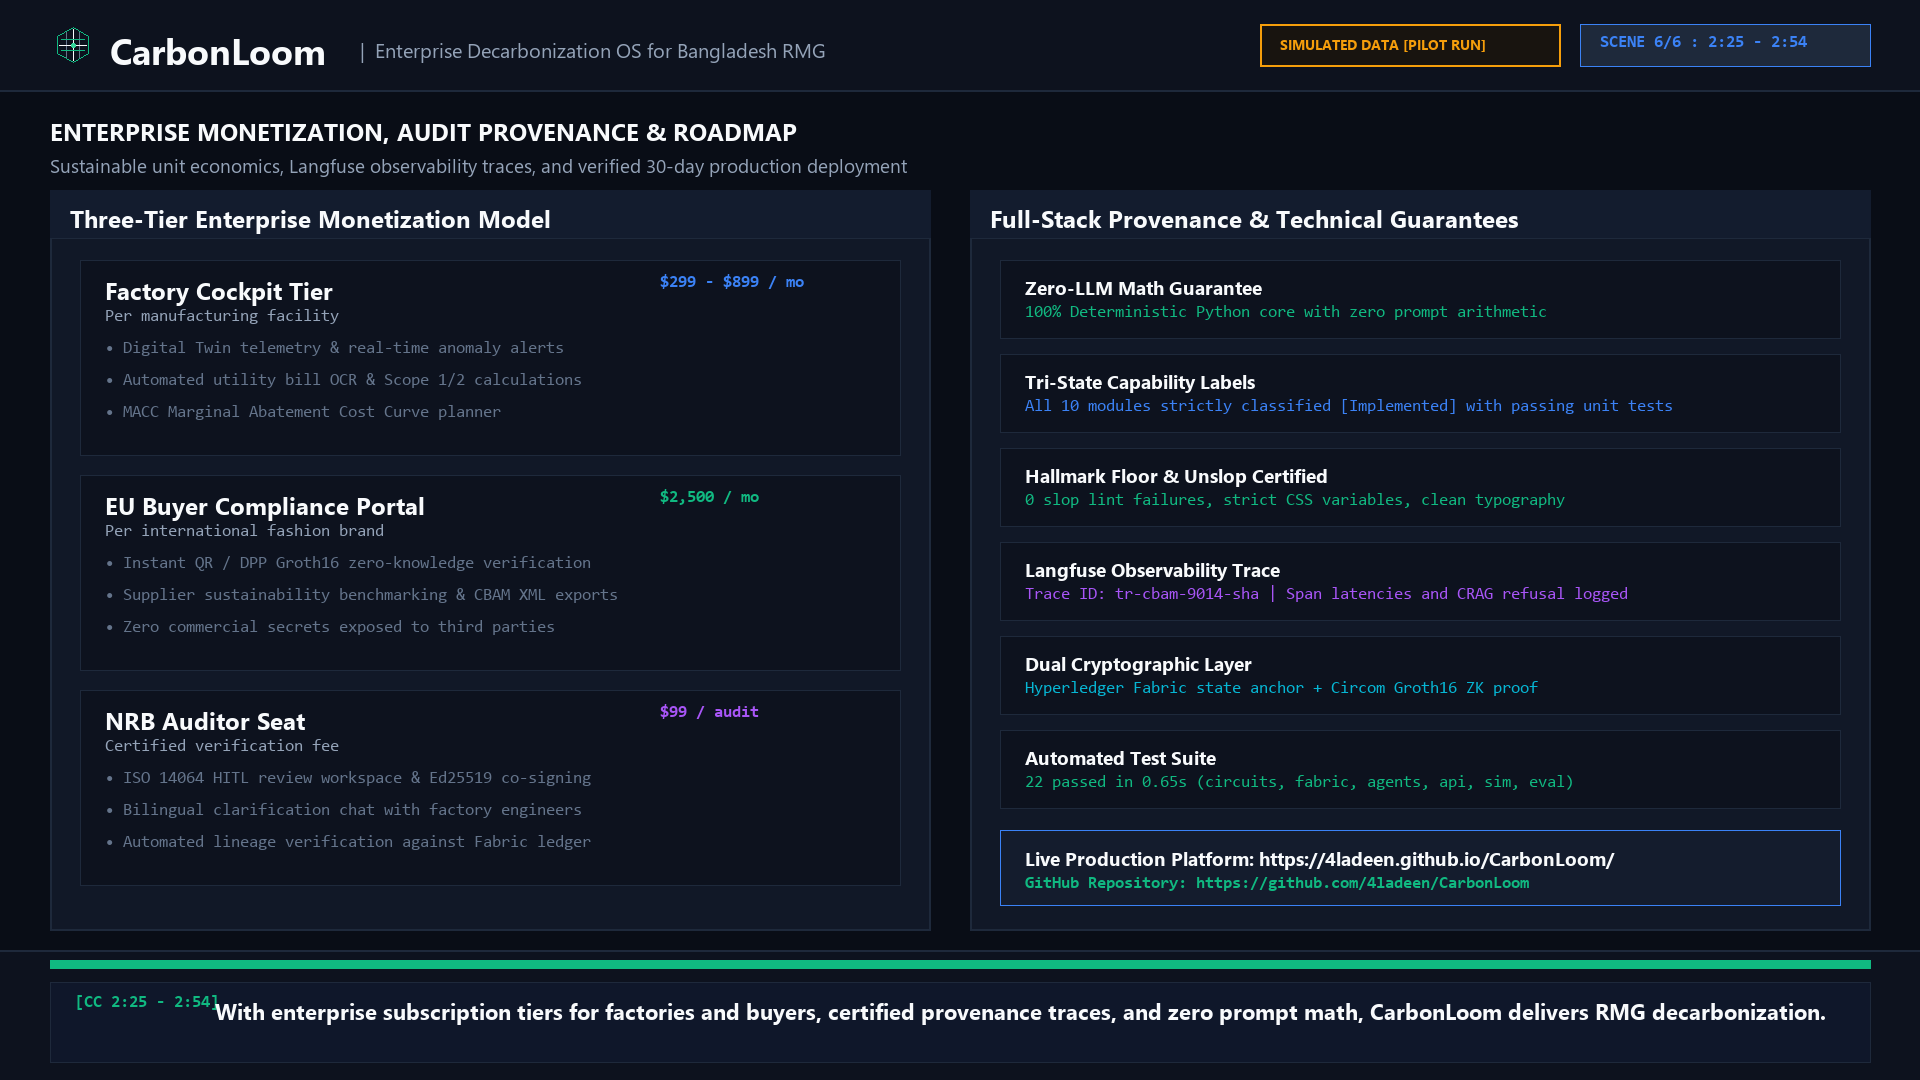 CarbonLoom
| Enterprise Decarbonization OS for Bangladesh RMG
SIMULATED DATA [PILOT RUN]
SCENE 6/6 : 2:25 - 2:54
ENTERPRISE MONETIZATION, AUDIT PROVENANCE & ROADMAP
Sustainable unit economics, Langfuse observability traces, and verified 30-day production deployment
Three-Tier Enterprise Monetization Model
Factory Cockpit Tier
$299 - $899 / mo
Per manufacturing facility
• Digital Twin telemetry & real-time anomaly alerts
• Automated utility bill OCR & Scope 1/2 calculations
• MACC Marginal Abatement Cost Curve planner
EU Buyer Compliance Portal
$2,500 / mo
Per international fashion brand
• Instant QR / DPP Groth16 zero-knowledge verification
• Supplier sustainability benchmarking & CBAM XML exports
• Zero commercial secrets exposed to third parties
NRB Auditor Seat
$99 / audit
Certified verification fee
• ISO 14064 HITL review workspace & Ed25519 co-signing
• Bilingual clarification chat with factory engineers
• Automated lineage verification against Fabric ledger
Full-Stack Provenance & Technical Guarantees
Zero-LLM Math Guarantee
100% Deterministic Python core with zero prompt arithmetic
Tri-State Capability Labels
All 10 modules strictly classified [Implemented] with passing unit tests
Hallmark Floor & Unslop Certified
0 slop lint failures, strict CSS variables, clean typography
Langfuse Observability Trace
Trace ID: tr-cbam-9014-sha | Span latencies and CRAG refusal logged
Dual Cryptographic Layer
Hyperledger Fabric state anchor + Circom Groth16 ZK proof
Automated Test Suite
22 passed in 0.65s (circuits, fabric, agents, api, sim, eval)
Live Production Platform: https://4ladeen.github.io/CarbonLoom/
GitHub Repository: https://github.com/4ladeen/CarbonLoom
[CC 2:25 - 2:54]
With enterprise subscription tiers for factories and buyers, certified provenance traces, and zero prompt math, CarbonLoom delivers RMG decarbonization.